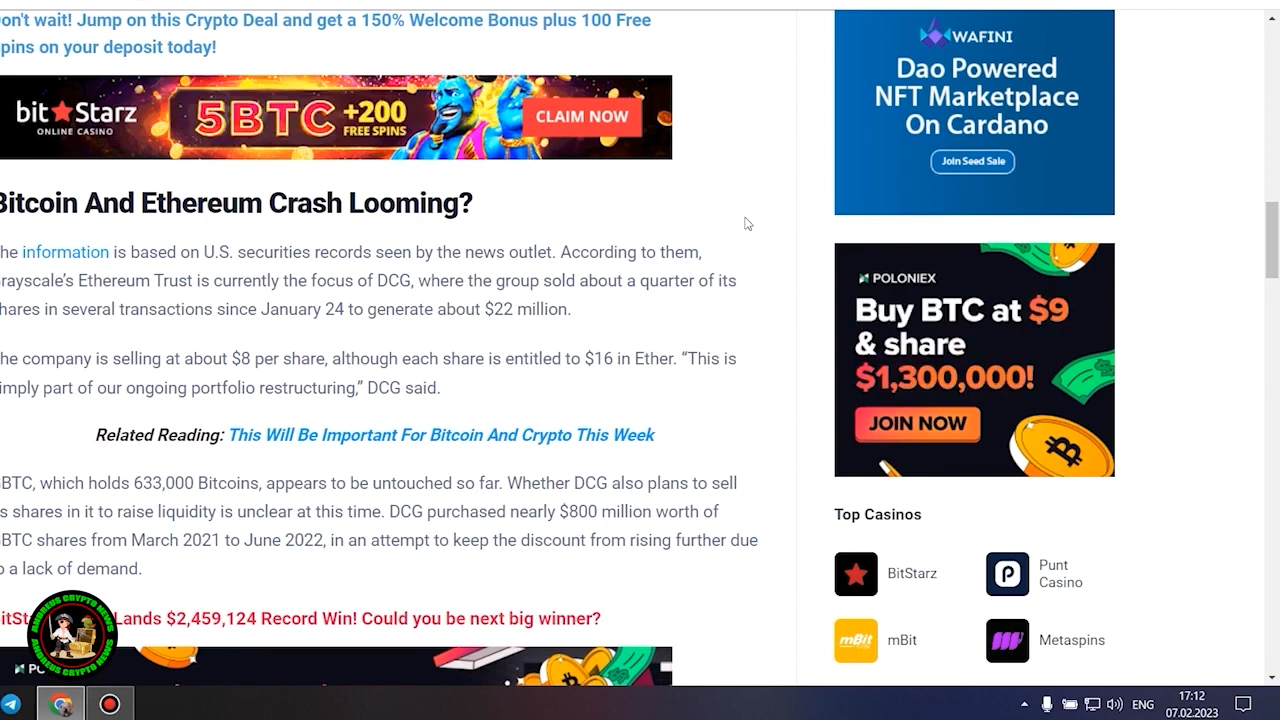 on't wait! Jump on this Crypto Deal and get a 150% Welcome Bonus plus 100 Free
pins on your deposit today!
bit★Starz
ONLINE CASINO
5BTC +200
FREE SPINS
CLAIM NOW
Bitcoin And Ethereum Crash Looming?
he information is based on U.S. securities records seen by the news outlet. According to them,
rayscale's Ethereum Trust is currently the focus of DCG, where the group sold about a quarter of its
hares in several transactions since January 24 to generate about $22 million.
he company is selling at about $8 per share, although each share is entitled to $16 in Ether. “This is
imply part of our ongoing portfolio restructuring,” DCG said.
Related Reading: This Will Be Important For Bitcoin And Crypto This Week
BTC, which holds 633,000 Bitcoins, appears to be untouched so far. Whether DCG also plans to sell
s shares in it to raise liquidity is unclear at this time. DCG purchased nearly $800 million worth of
BTC shares from March 2021 to June 2022, in an attempt to keep the discount from rising further due
o a lack of demand.
itSt Lands $2,459,124 Record Win! Could you be next big winner?
ANDREUS CRYPTO NEWS
ANDREUS CRYPTO NEWS
WAFINI
Dao Powered
NFT Marketplace
On Cardano
Join Seed Sale
POLONIEX
Buy BTC at $9
& share
$1,300,000!
JOIN NOW
Top Casinos
BitStarz
Punt
Casino
mBit
mBit
Metaspins
ENG
17:12
07.02.2023